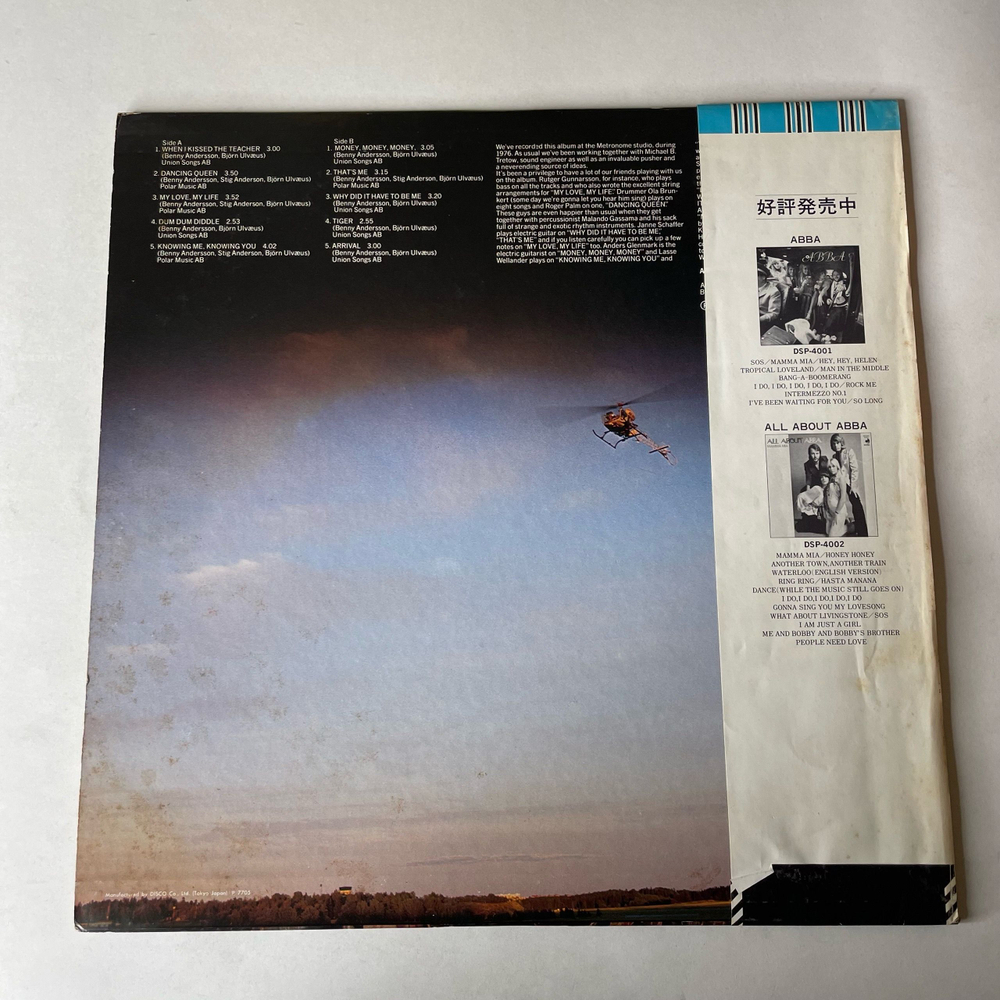 Side A
1. WHEN I KISSED THE TEACHER 3.00
(Benny Andersson, Björn Ulvæus)
Union Songs AB
2. DANCING QUEEN 3.50
(Benny Andersson, Stig Anderson, Björn Ulvæus)
Polar Music AB
3. MY LOVE, MY LIFE 3.52
(Benny Andersson, Stig Anderson, Björn Ulvæus)
Polar Music AB
4. DUM DUM DIDDLE 2.53
(Benny Andersson, Björn Ulvæus)
Union Songs AB
5. KNOWING ME, KNOWING YOU 4.02
(Benny Andersson, Stig Anderson, Björn Ulvæus)
Polar Music AB
Side B
1. MONEY, MONEY, MONEY, 3.05
(Benny Andersson, Björn Ulvæus)
Union Songs AB
2. THAT'S ME 3.15
(Benny Andersson, Stig Anderson, Björn Ulvæus)
Polar Music AB
3. WHY DID IT HAVE TO BE ME 3.20
(Benny Andersson, Björn Ulvæus)
Union Songs AB
4. TIGER 2.55
(Benny Andersson, Björn Ulvæus)
Union Songs AB
5. ARRIVAL 3.00
(Benny Andersson, Björn Ulvæus)
Union Songs AB
We've recorded this album at the Metronome studio, during
1976. As usual we've been working together with Michael B.
Tretow, sound engineer as well as an invaluable pusher and
a neverending source of ideas.
It's been a privilege to have a lot of our friends playing with us
on the album. Rutger Gunnarsson, for instance, who plays
bass on all the tracks and who also wrote the excellent string
arrangements for "MY LOVE, MY LIFE" Drummer Ola Brun-
kert (some day we're gonna let you hear him sing) plays on
eight songs and Roger Palm on one, "DANCING QUEEN."
These guys are even happier than usual when they get
together with percussionist Malando Gassama and his sack
full of strange and exotic rhythm instruments. Janne Schaffer
plays electric guitar on "WHY DID IT HAVE TO BE ME,"
"THAT'S ME" and if you listen carefully you can pick up a few
notes on "MY LOVE, MY LIFE" too. Anders Glenmark is the
electric guitarist on "MONEY, MONEY, MONEY" and Lasse
Wellander plays on "KNOWING ME, KNOWING YOU" and
好評発売中
ABBA
ABBA
DSP-4001
SOS／MAMMA MIA／HEY, HEY, HELEN
TROPICAL LOVELAND／MAN IN THE MIDDLE
BANG-A-BOOMERANG
I DO, I DO, I DO, I DO, I DO／ROCK ME
INTERMEZZO NO.1
I'VE BEEN WAITING FOR YOU／SO LONG
ALL ABOUT ABBA
ALL ABOUT ABBA
DSP-4002
MAMMA MIA／HONEY HONEY
ANOTHER TOWN,ANOTHER TRAIN
WATERLOO(ENGLISH VERSION)
RING RING／HASTA MANANA
DANCE(WHILE THE MUSIC STILL GOES ON)
I DO,I DO,I DO,I DO,I DO
GONNA SING YOU MY LOVESONG
WHAT ABOUT LIVINGSTONE／SOS
I AM JUST A GIRL
ME AND BOBBY AND BOBBY'S BROTHER
PEOPLE NEED LOVE
Manufactured by DISCO Co., Ltd. (Tokyo Japan) P 7705